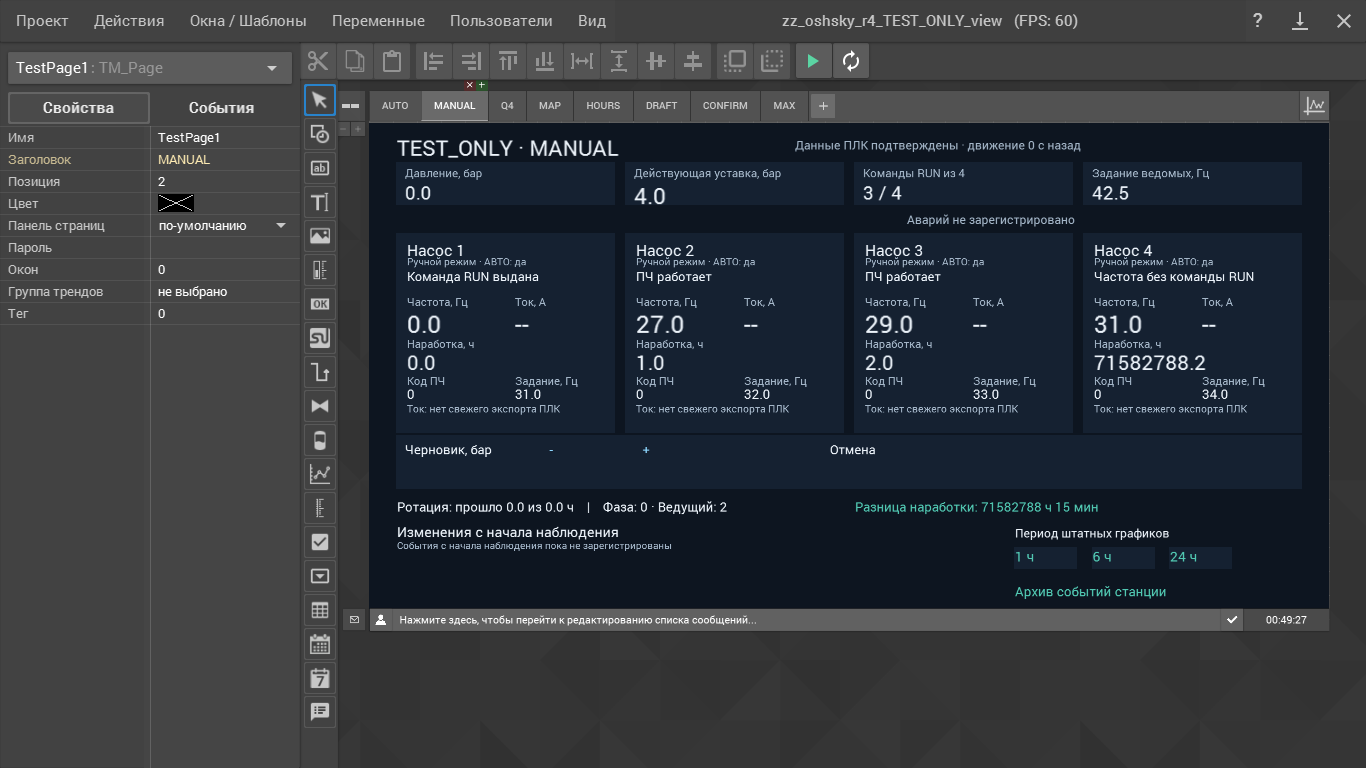 Проект Действия Окна / Шаблоны Переменные Пользователи Вид zz_oshsky_r4_TEST_ONLY_view (FPS: 60) ?
TestPage1 : TM_Page
Свойства События
Имя TestPage1
Заголовок MANUAL
Позиция 2
Цвет
Панель страниц по-умолчанию
Пароль
Окон 0
Группа трендов не выбрано
Тег 0
ab
T
OK
7
AUTO MANUAL Q4 MAP HOURS DRAFT CONFIRM MAX +
TEST_ONLY · MANUAL
Данные ПЛК подтверждены · движение 0 с назад
Давление, бар Действующая уставка, бар Команды RUN из 4 Задание ведомых, Гц
0.0 4.0 3 / 4 42.5
Аварий не зарегистрировано
Насос 1 Насос 2 Насос 3 Насос 4
Ручной режим · АВТО: да Ручной режим · АВТО: да Ручной режим · АВТО: да Ручной режим · АВТО: да
Команда RUN выдана ПЧ работает ПЧ работает Частота без команды RUN
Частота, Гц Ток, А Частота, Гц Ток, А Частота, Гц Ток, А Частота, Гц Ток, А
0.0 -- 27.0 -- 29.0 -- 31.0 --
Наработка, ч Наработка, ч Наработка, ч Наработка, ч
0.0 1.0 2.0 71582788.2
Код ПЧ Задание, Гц Код ПЧ Задание, Гц Код ПЧ Задание, Гц Код ПЧ Задание, Гц
0 31.0 0 32.0 0 33.0 0 34.0
Ток: нет свежего экспорта ПЛК Ток: нет свежего экспорта ПЛК Ток: нет свежего экспорта ПЛК Ток: нет свежего экспорта ПЛК
Черновик, бар - + Отмена
Ротация: прошло 0.0 из 0.0 ч | Фаза: 0 · Ведущий: 2 Разница наработки: 71582788 ч 15 мин
Изменения с начала наблюдения
События с начала наблюдения пока не зарегистрированы
Период штатных графиков
1 ч 6 ч 24 ч
Архив событий станции
Нажмите здесь, чтобы перейти к редактированию списка сообщений... 00:49:27